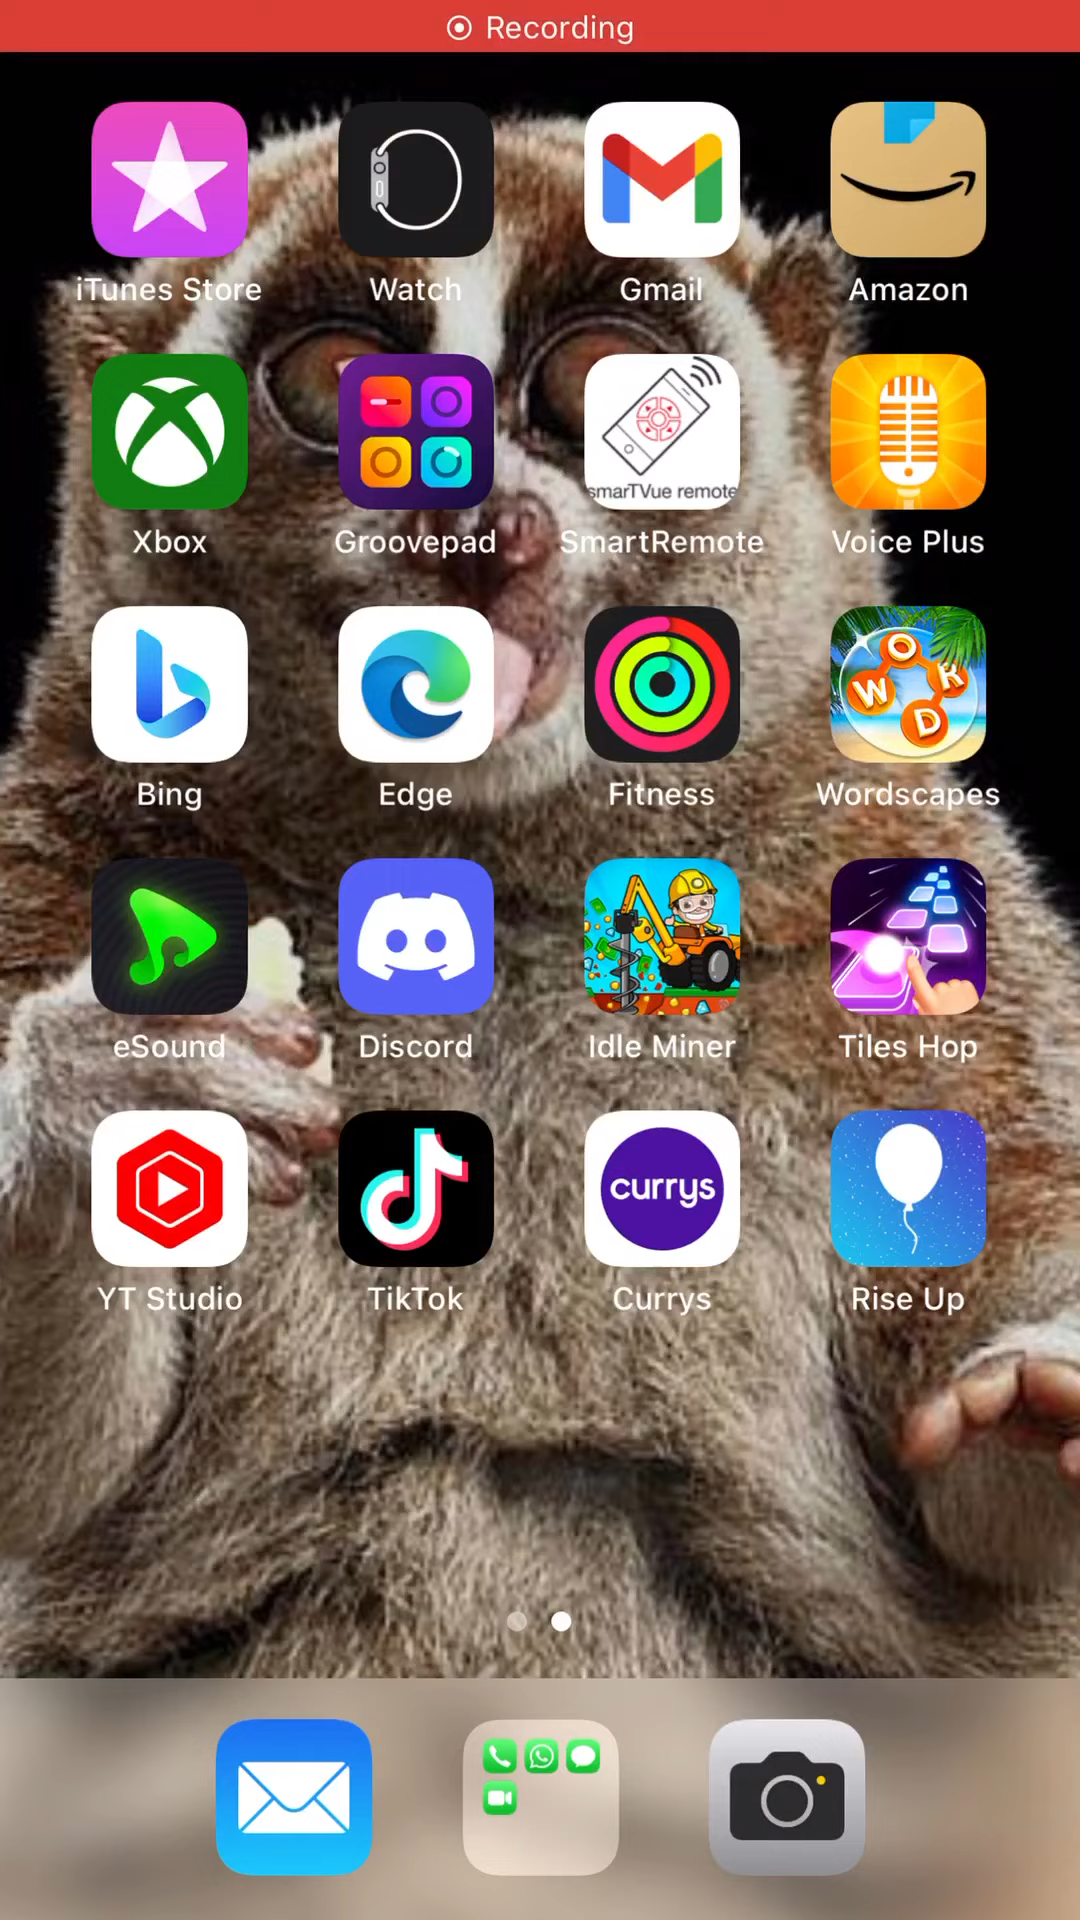 Recording
iTunes Store
Watch
Gmail
Amazon
smarTVue remote
Xbox
Groovepad
SmartRemote
Voice Plus
W O R D
Bing
Edge
Fitness
Wordscapes
eSound
Discord
Idle Miner
Tiles Hop
currys
YT Studio
TikTok
Currys
Rise Up